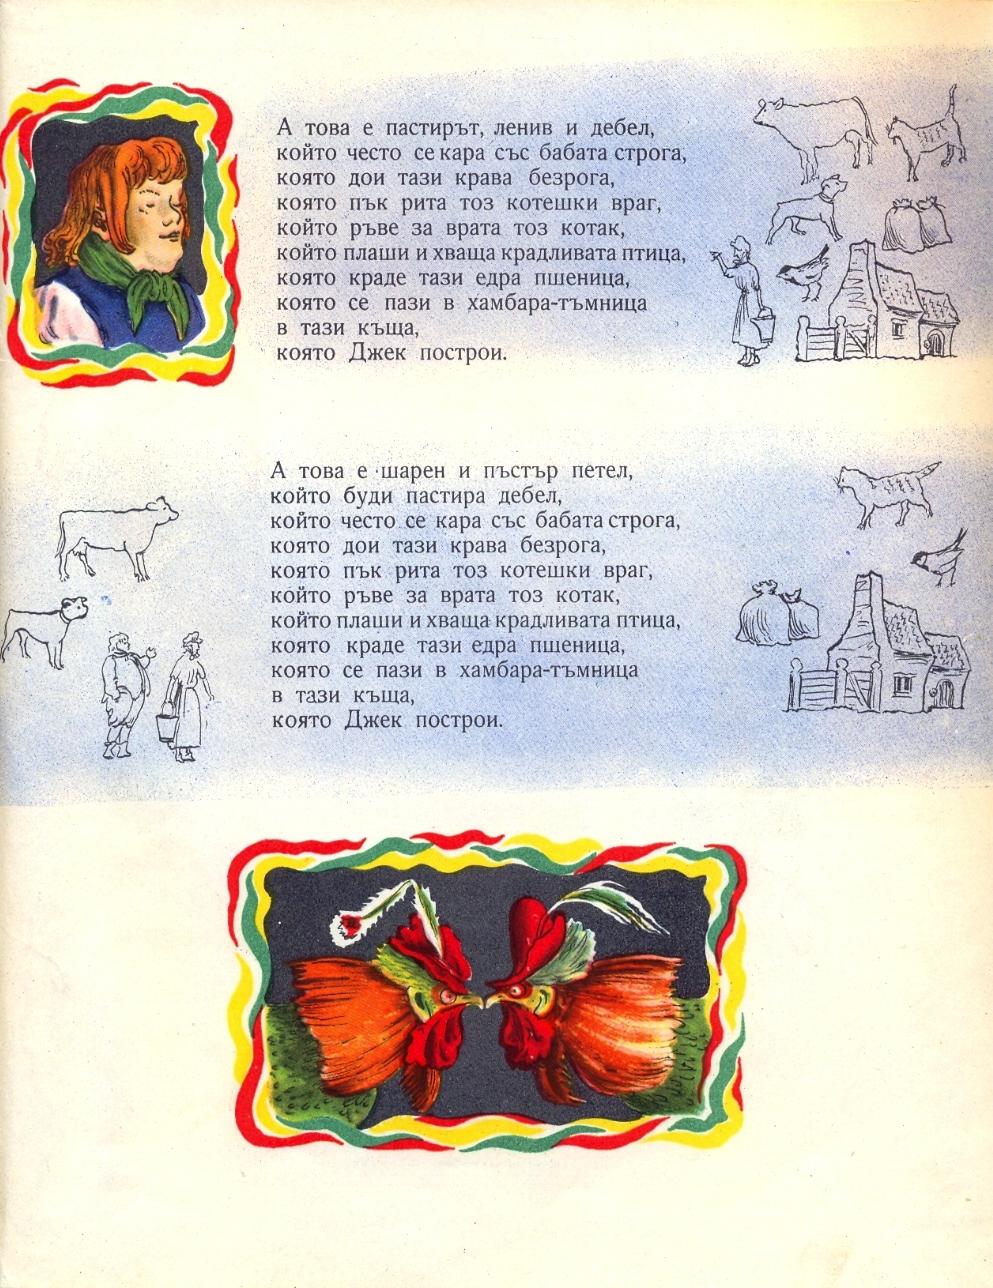 А това е пастирът, ленив и дебел,
който често се кара със бабата строга,
която дои тази крава безрога,
която пък рита тоз котешки враг,
който ръве за врата тоз котак,
който плаши и хваща крадливата птица,
която краде тази едра пшеница,
която се пази в хамбара-тъмница
в тази къща,
която Джек построи.
А това е шарен и пъстър петел,
който буди пастира дебел,
който често се кара със бабата строга,
която дои тази крава безрога,
която пък рита тоз котешки враг,
който ръве за врата тоз котак,
който плаши и хваща крадливата птица,
която краде тази едра пшеница,
която се пази в хамбара-тъмница
в тази къща,
която Джек построи.